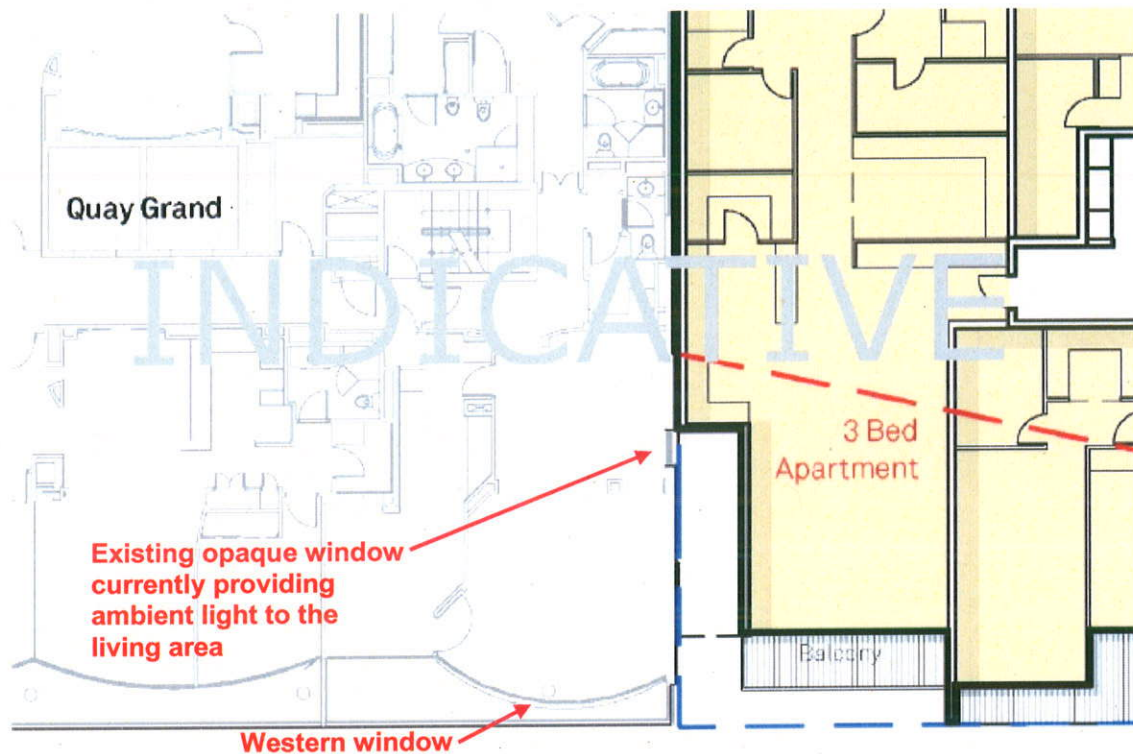 Quay Grand
INDICATIVE
3 Bed
Apartment
Existing opaque window
currently providing
ambient light to the
living area
Balcony
Western window